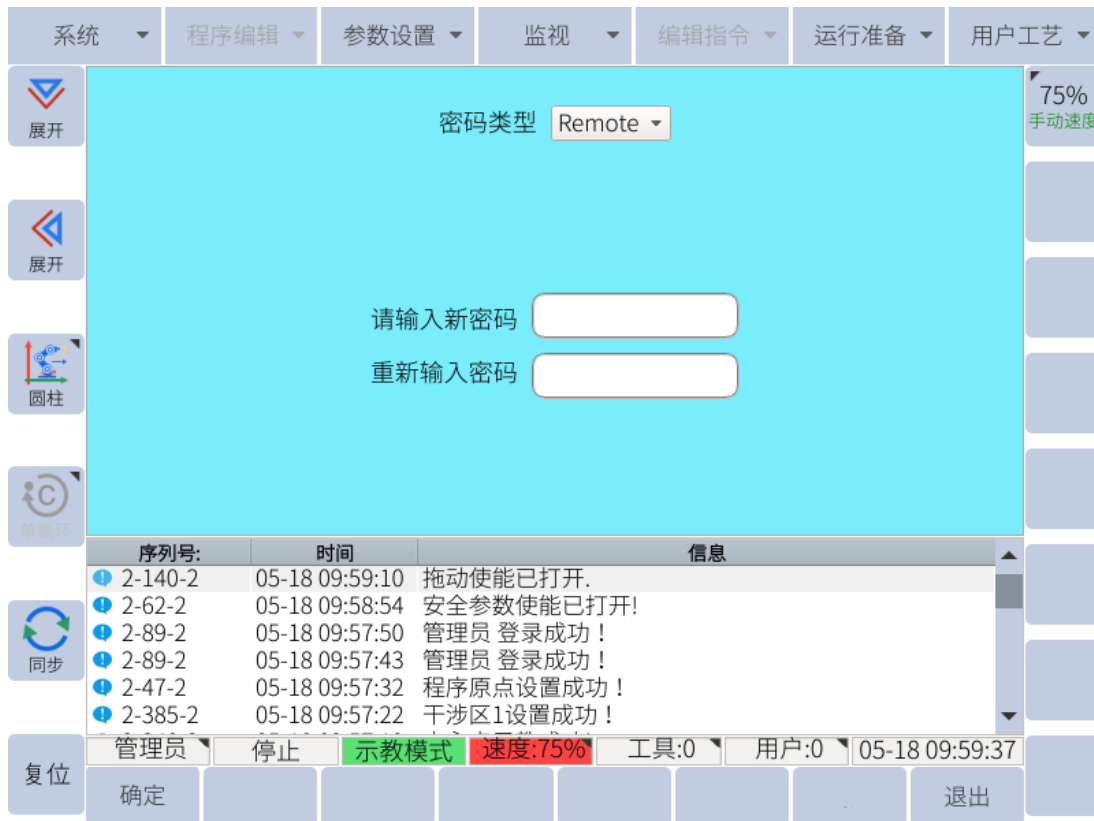 系统 程序编辑 参数设置 监视 编辑指令 运行准备 用户工艺
展开
75%
手动速度
密码类型 Remote
展开
请输入新密码
重新输入密码
圆柱
单循环
序列号: 时间 信息
2-140-2 05-18 09:59:10 拖动使能已打开.
2-62-2 05-18 09:58:54 安全参数使能已打开!
2-89-2 05-18 09:57:50 管理员 登录成功！
2-89-2 05-18 09:57:43 管理员 登录成功！
2-47-2 05-18 09:57:32 程序原点设置成功！
2-385-2 05-18 09:57:22 干涉区1设置成功！
同步
管理员 停止 示教模式 速度:75% 工具:0 用户:0 05-18 09:59:37
复位
确定 退出